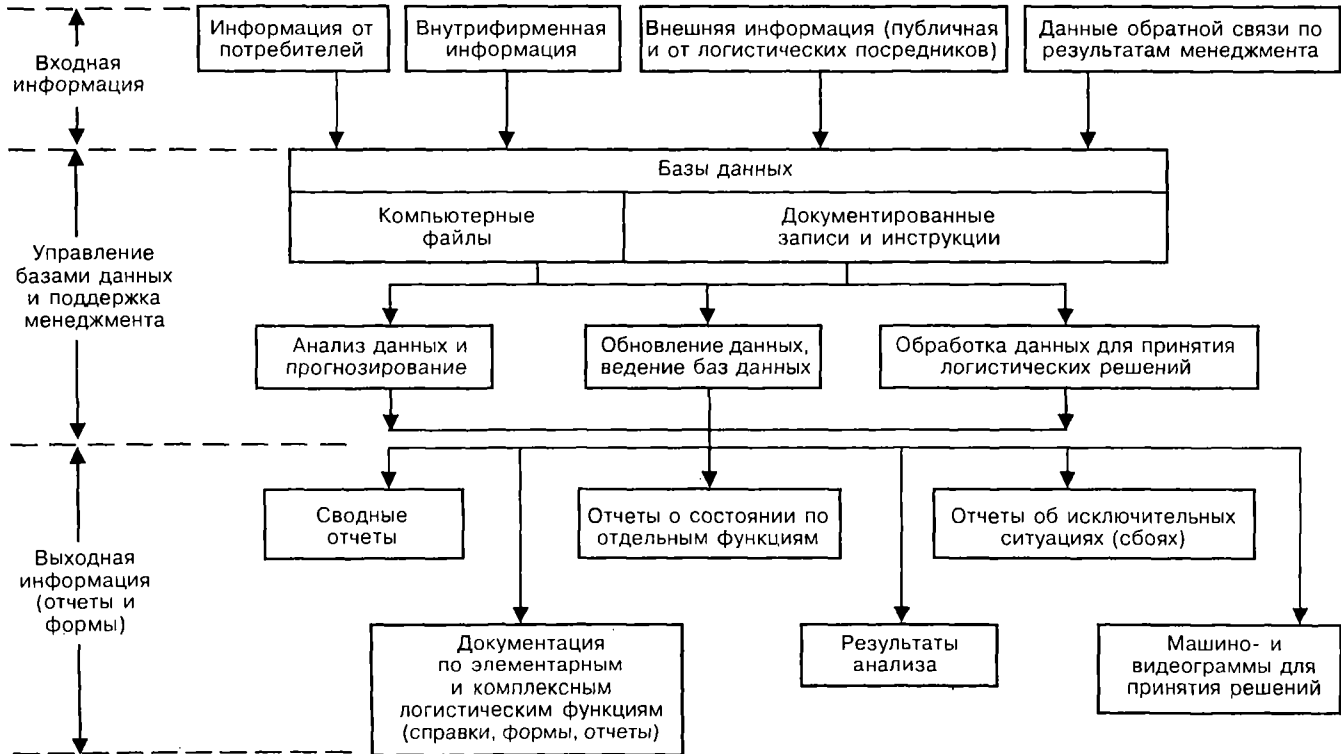 Входная
информация
Информация от
потребителей
Внутрифирменная
информация
Внешняя информация (публичная
и от логистических посредников)
Данные обратной связи по
результатам менеджмента
Управление
базами данных
и поддержка
менеджмента
Базы данных
Компьютерные
файлы
Документированные
записи и инструкции
Анализ данных и
прогнозирование
Обновление данных,
ведение баз данных
Обработка данных для принятия
логистических решений
Выходная
информация
(отчеты и
формы)
Сводные
отчеты
Отчеты о состоянии по
отдельным функциям
Отчеты об исключительных
ситуациях (сбоях)
Документация
по элементарным
и комплексным
логистическим функциям
(справки, формы, отчеты)
Результаты
анализа
Машино- и
видеограммы для
принятия решений